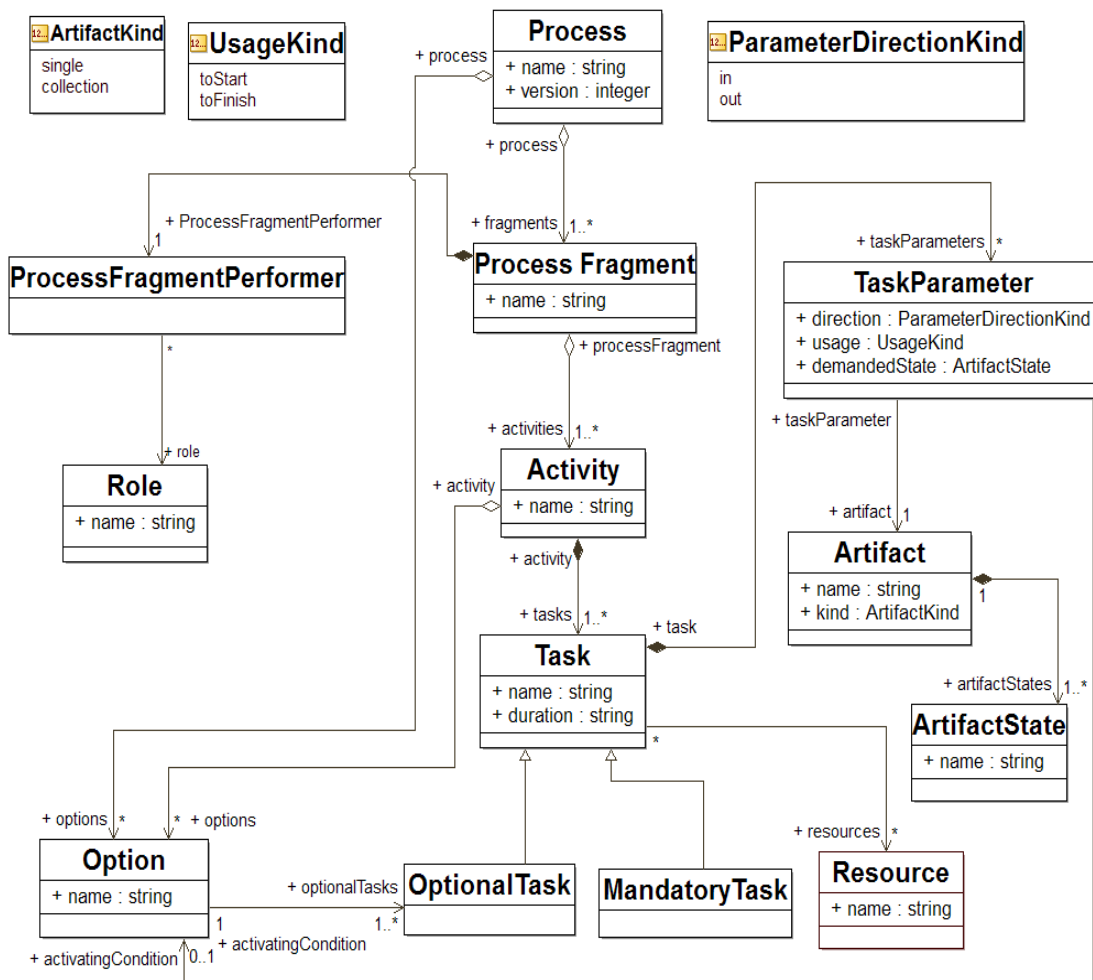 12... ArtifactKind
single
collection
12... UsageKind
toStart
toFinish
Process
+ name : string
+ version : integer
12... ParameterDirectionKind
in
out
+ process
+ process
+ ProcessFragmentPerformer
1
+ fragments
1..*
+ taskParameters
*
ProcessFragmentPerformer
Process Fragment
+ name : string
TaskParameter
+ direction : ParameterDirectionKind
+ usage : UsageKind
+ demandedState : ArtifactState
*
+ processFragment
+ taskParameter
+ activities
1..*
+ role
Role
+ name : string
+ activity
Activity
+ name : string
+ artifact
1
+ activity
Artifact
+ name : string
+ kind : ArtifactKind
1
+ tasks
1..*
+ task
Task
+ name : string
+ duration : string
*
+ artifactStates
1..*
ArtifactState
+ name : string
+ options
*
*
+ options
+ resources
*
Option
+ name : string
+ optionalTasks
1
1..*
OptionalTask
MandatoryTask
Resource
+ name : string
+ activatingCondition
+ activatingCondition
0..1